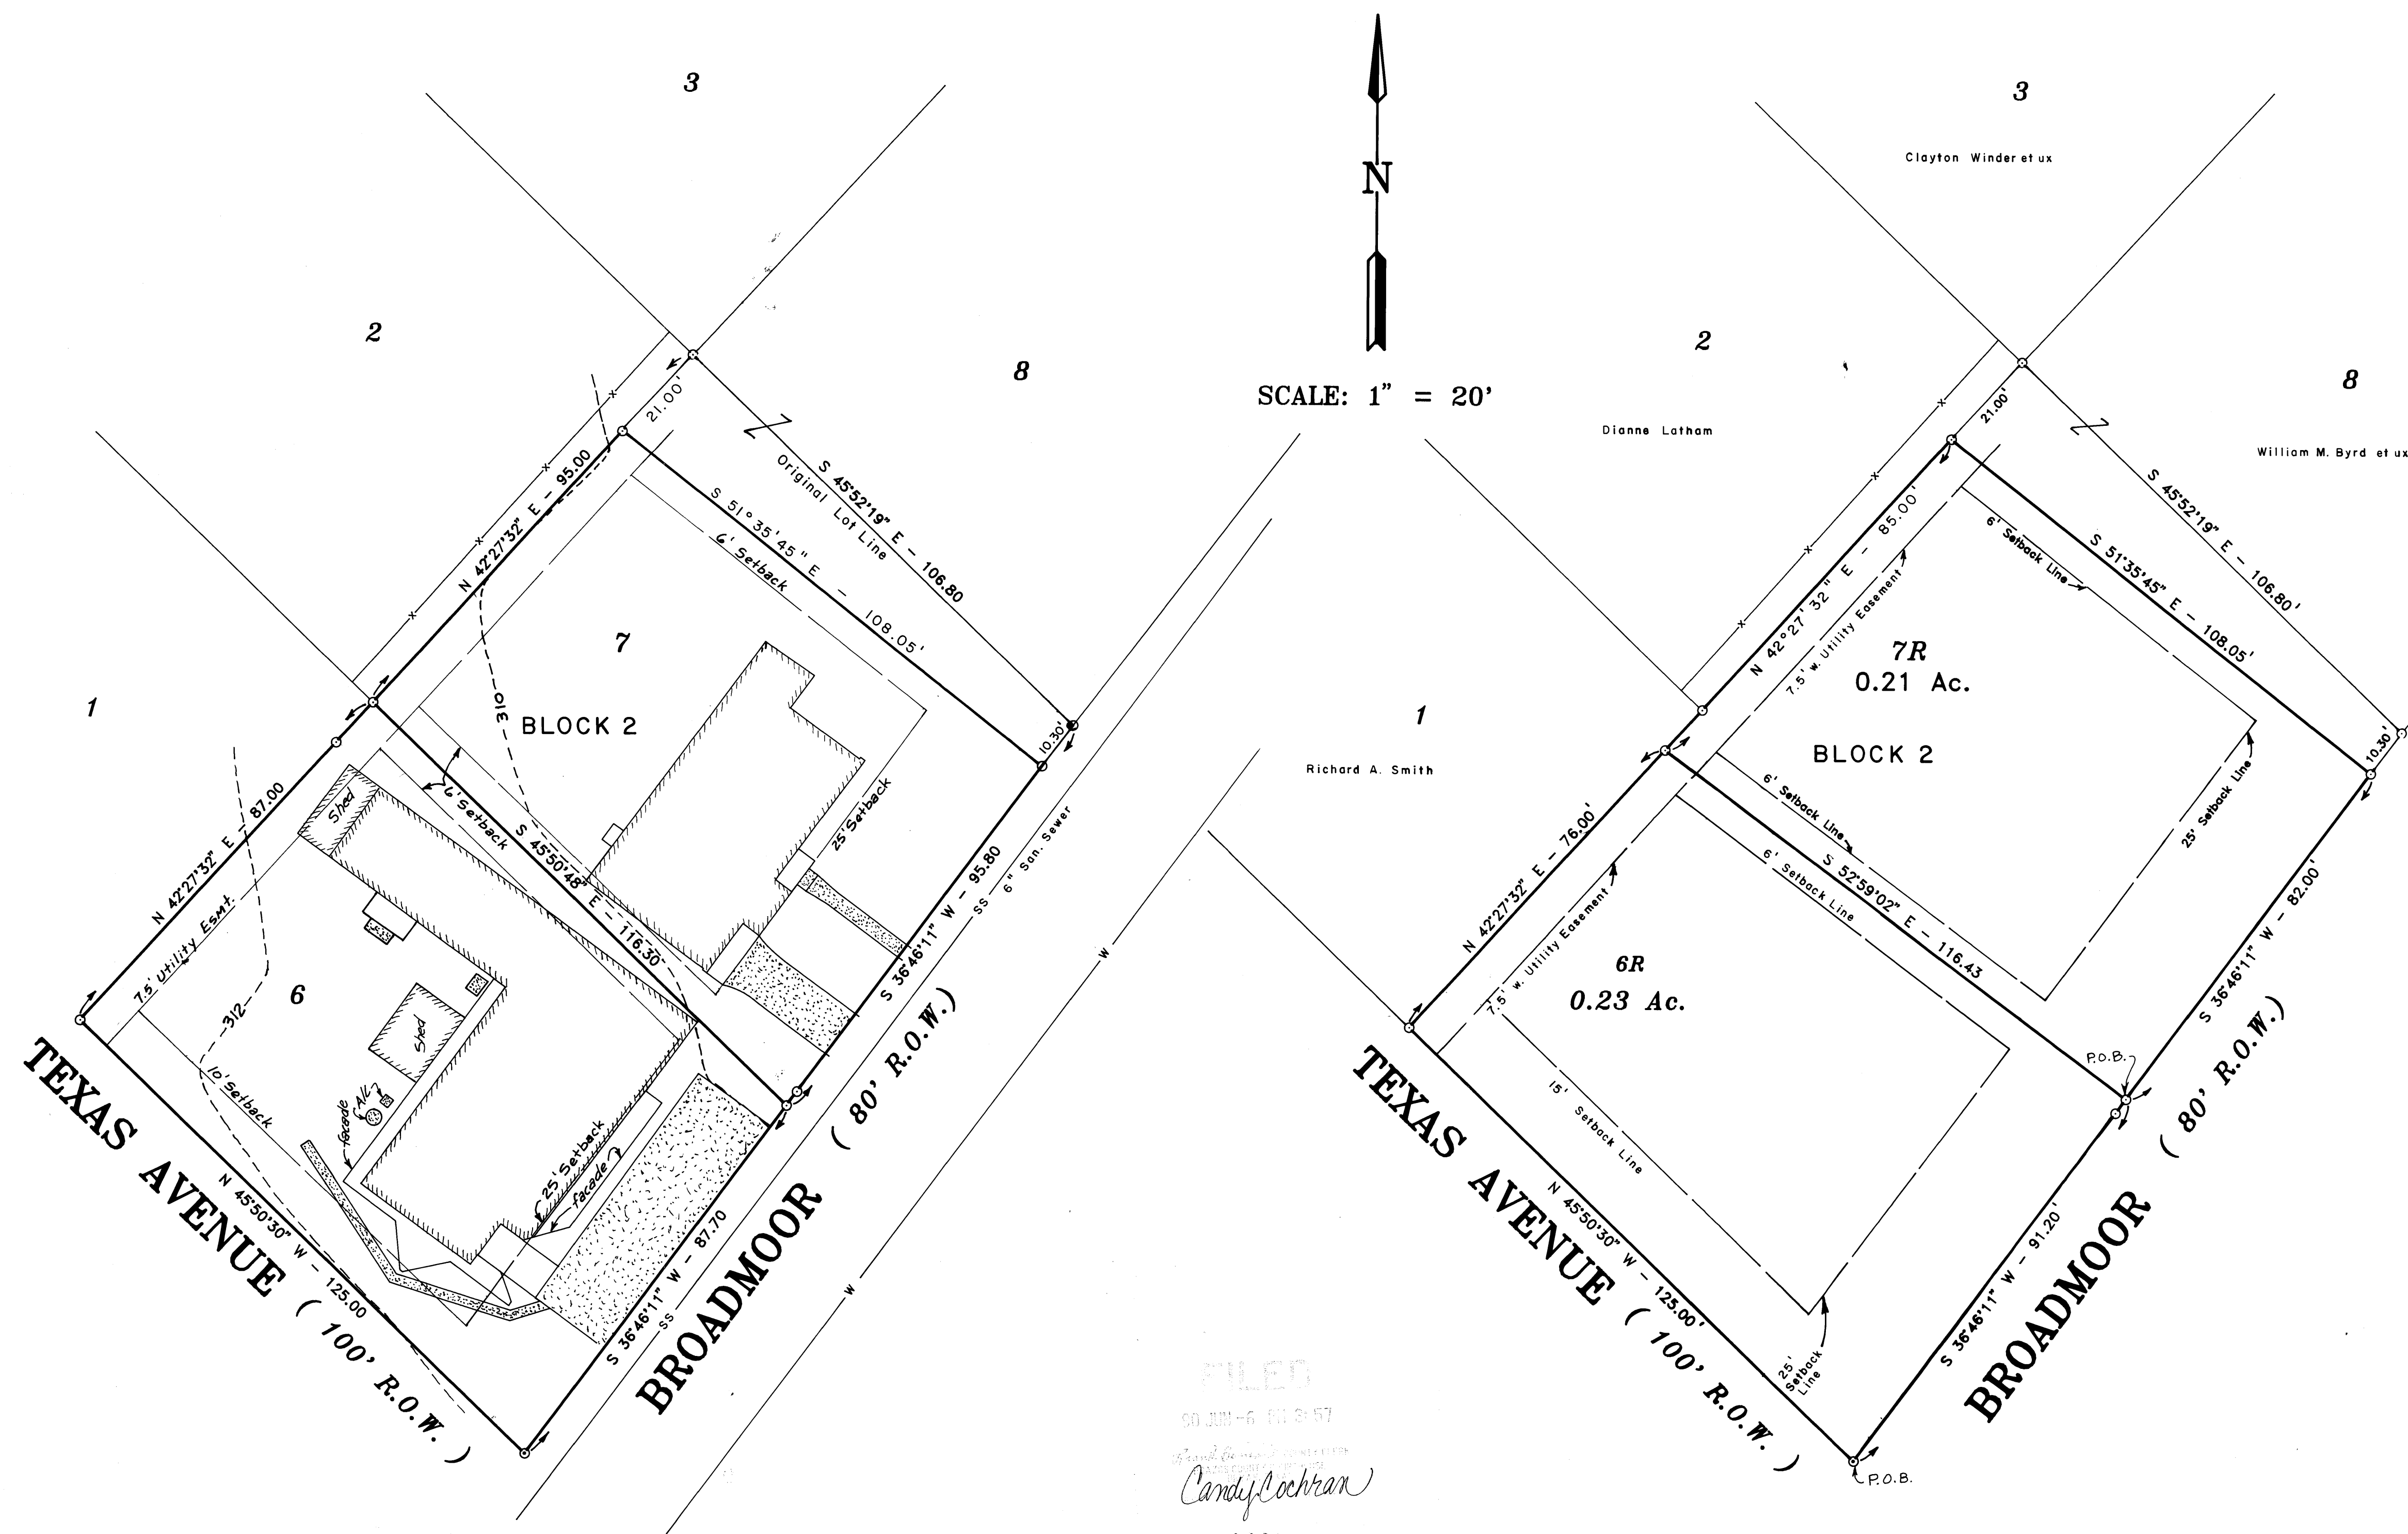 3
2
8
1
21.00'
N 42°27'32" E - 95.00
S 45°52'19" E - 106.80
Original Lot Line
S 51°35'45" E - 108.05'
6' Setback
7
BLOCK 2
310
10.30'
25' Setback
S 36°46'11" W - 95.80
SS
6" San. Sewer
W
N 42°27'32" E - 87.00
7.5' Utility Esmt.
Shed
6' Setback
S 45°50'48" E - 116.30
6
312
Shed
A/C
facade
10' Setback
25' Setback
facade
N 45°50'30" W - 125.00
S 36°46'11" W - 87.70
SS
W
TEXAS AVENUE ( 100' R.O.W. )
BROADMOOR ( 80' R.O.W.)
N
SCALE: 1" = 20'
FILED
90 JUN -6 PM 3:57
Candy Cochran
3
Clayton Winder et ux
2
Dianne Latham
8
William M. Byrd et ux
1
Richard A. Smith
21.00'
N 42°27'32" E - 85.00'
7.5' w. Utility Easement
S 45°52'19" E - 106.80'
S 51°35'45" E - 108.05'
6' Setback Line
7R
0.21 Ac.
BLOCK 2
10.30'
25' Setback Line
6' Setback Line
S 52°59'02" E - 116.43
6' Setback Line
S 36°46'11" W - 82.00'
P.O.B.
N 42°27'32" E - 76.00'
7.5' w. Utility Easement
6R
0.23 Ac.
15' Setback Line
N 45°50'30" W - 125.00'
S 36°46'11" W - 91.20'
25'
Setback
Line
P.O.B.
TEXAS AVENUE ( 100' R.O.W. )
BROADMOOR ( 80' R.O.W.)